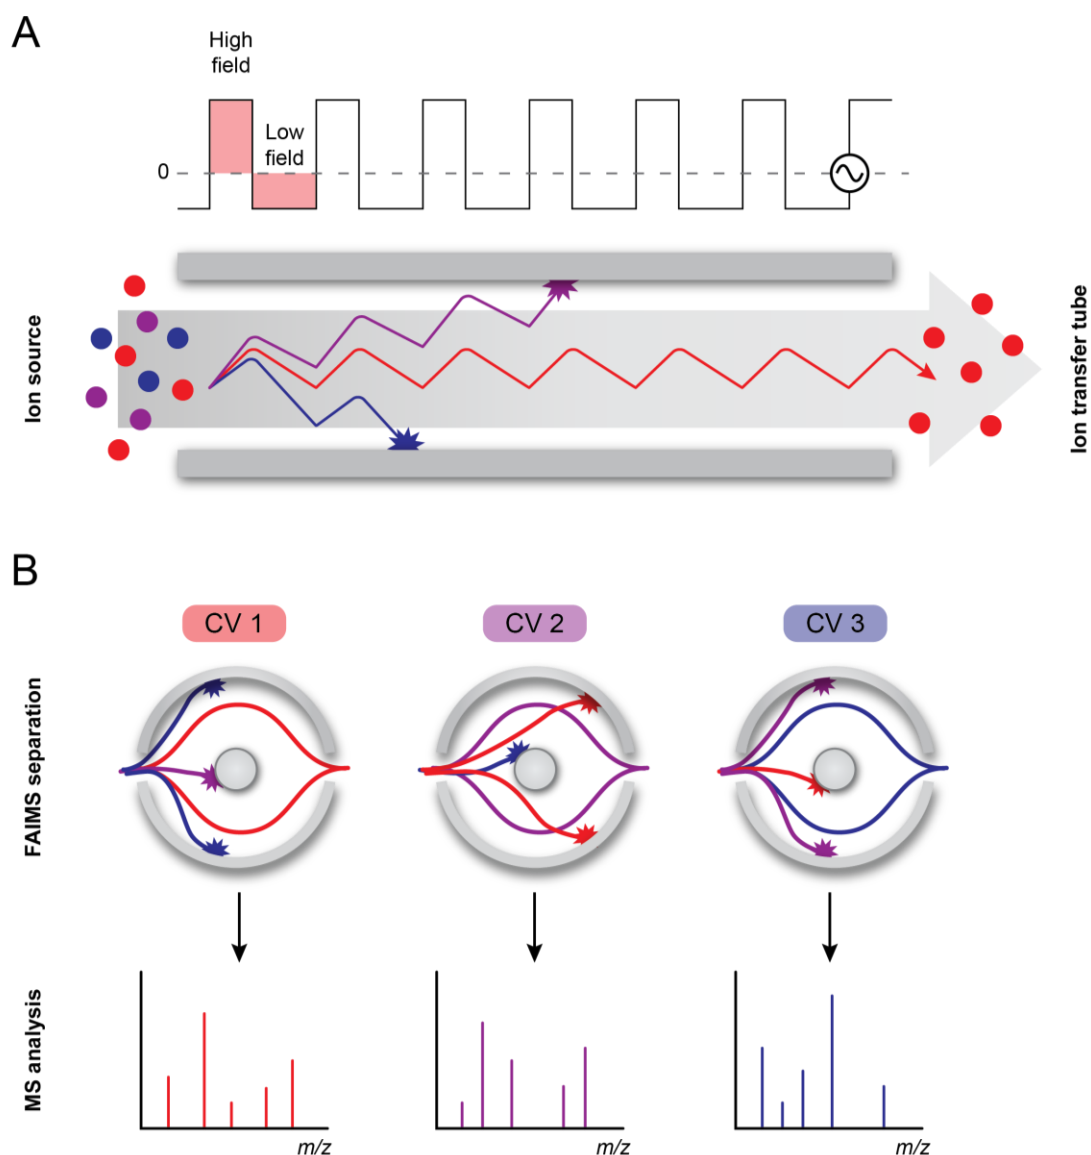 A
High
field
Low
field
0
Ion source
Ion transfer tube
B
CV 1
CV 2
CV 3
FAIMS separation
MS analysis
m/z
m/z
m/z